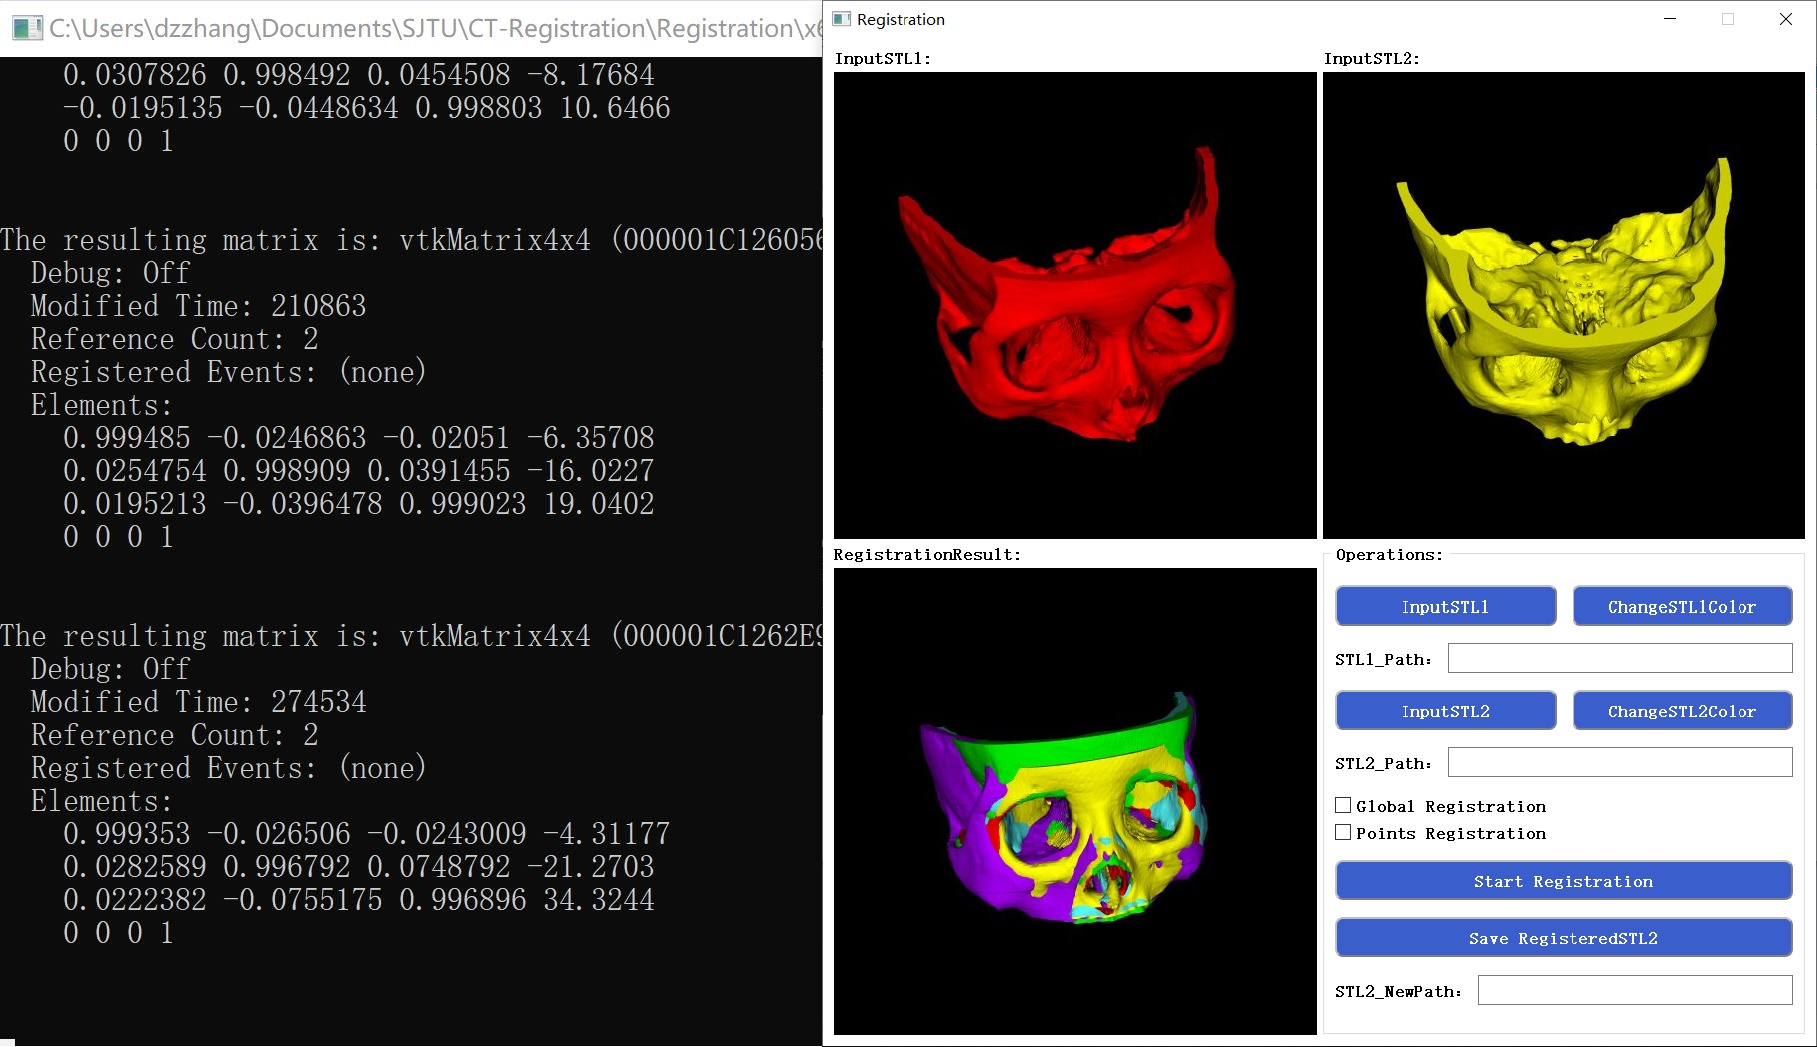 C:\Users\dzzhang\Documents\SJTU\CT-Registration\Registration\x6
0.0307826 0.998492 0.0454508 -8.17684
-0.0195135 -0.0448634 0.998803 10.6466
0 0 0 1
The resulting matrix is: vtkMatrix4x4 (000001C126056
Debug: Off
Modified Time: 210863
Reference Count: 2
Registered Events: (none)
Elements:
0.999485 -0.0246863 -0.02051 -6.35708
0.0254754 0.998909 0.0391455 -16.0227
0.0195213 -0.0396478 0.999023 19.0402
0 0 0 1
The resulting matrix is: vtkMatrix4x4 (000001C1262E9
Debug: Off
Modified Time: 274534
Reference Count: 2
Registered Events: (none)
Elements:
0.999353 -0.026506 -0.0243009 -4.31177
0.0282589 0.996792 0.0748792 -21.2703
0.0222382 -0.0755175 0.996896 34.3244
0 0 0 1
Registration
InputSTL1:
InputSTL2:
RegistrationResult:
Operations:
InputSTL1
ChangeSTL1Color
STL1_Path:
InputSTL2
ChangeSTL2Color
STL2_Path:
Global Registration
Points Registration
Start Registration
Save RegisteredSTL2
STL2_NewPath: